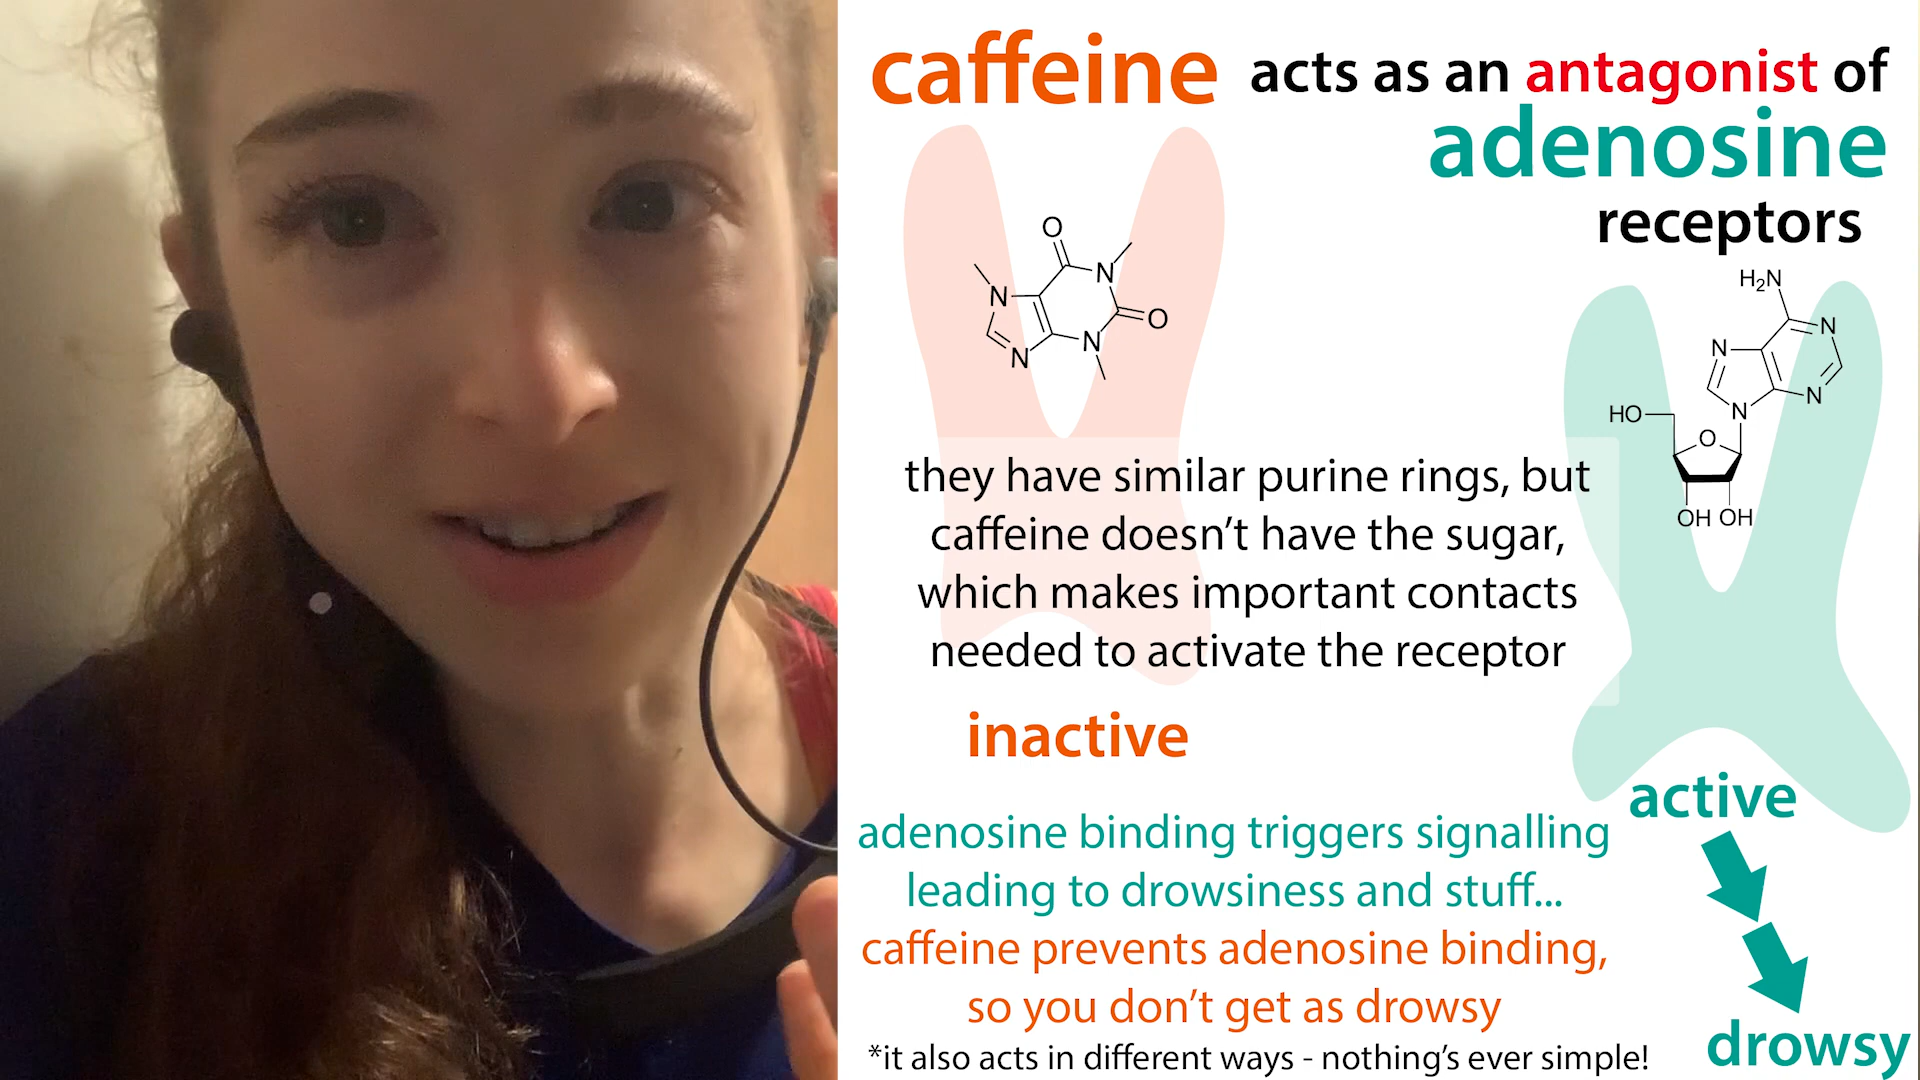 caffeine acts as an antagonist of
adenosine
receptors
O
N
N
O
N
N
H₂N
N
N
N
N
HO
O
OH OH
they have similar purine rings, but
caffeine doesn't have the sugar,
which makes important contacts
needed to activate the receptor
inactive
active
adenosine binding triggers signalling
leading to drowsiness and stuff...
caffeine prevents adenosine binding,
so you don't get as drowsy
*it also acts in different ways - nothing's ever simple!
drowsy